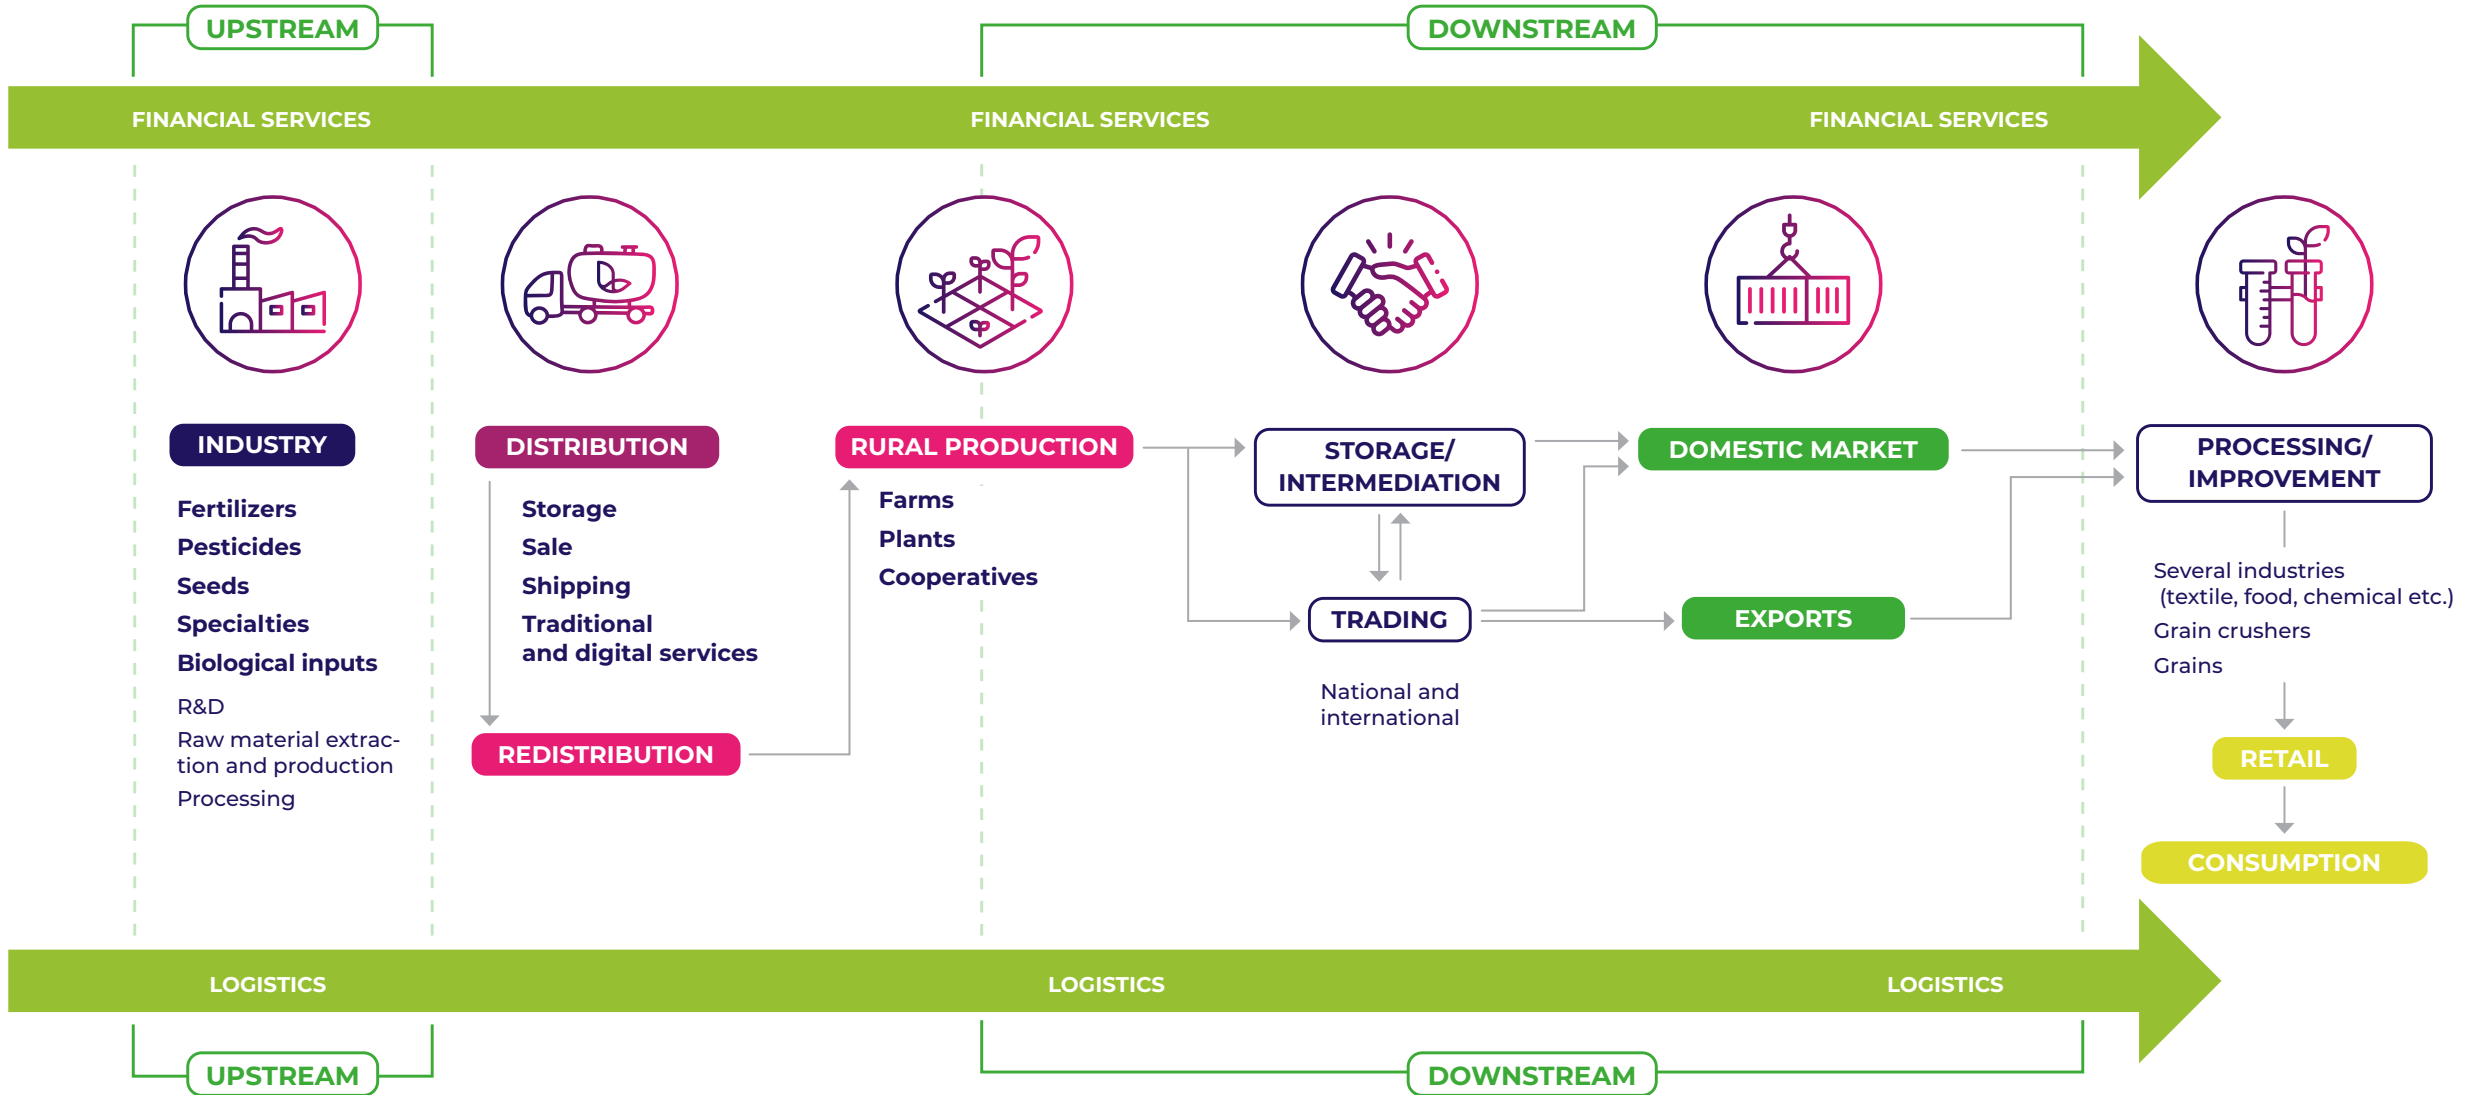 UPSTREAM
DOWNSTREAM
FINANCIAL SERVICES
FINANCIAL SERVICES
FINANCIAL SERVICES
INDUSTRY
Fertilizers
Pesticides
Seeds
Specialties
Biological inputs
R&D
Raw material extrac-
tion and production
Processing
DISTRIBUTION
Storage
Sale
Shipping
Traditional
and digital services
REDISTRIBUTION
RURAL PRODUCTION
Farms
Plants
Cooperatives
STORAGE/
INTERMEDIATION
TRADING
National and
international
DOMESTIC MARKET
EXPORTS
PROCESSING/
IMPROVEMENT
Several industries
(textile, food, chemical etc.)
Grain crushers
Grains
RETAIL
CONSUMPTION
LOGISTICS
LOGISTICS
LOGISTICS
UPSTREAM
DOWNSTREAM